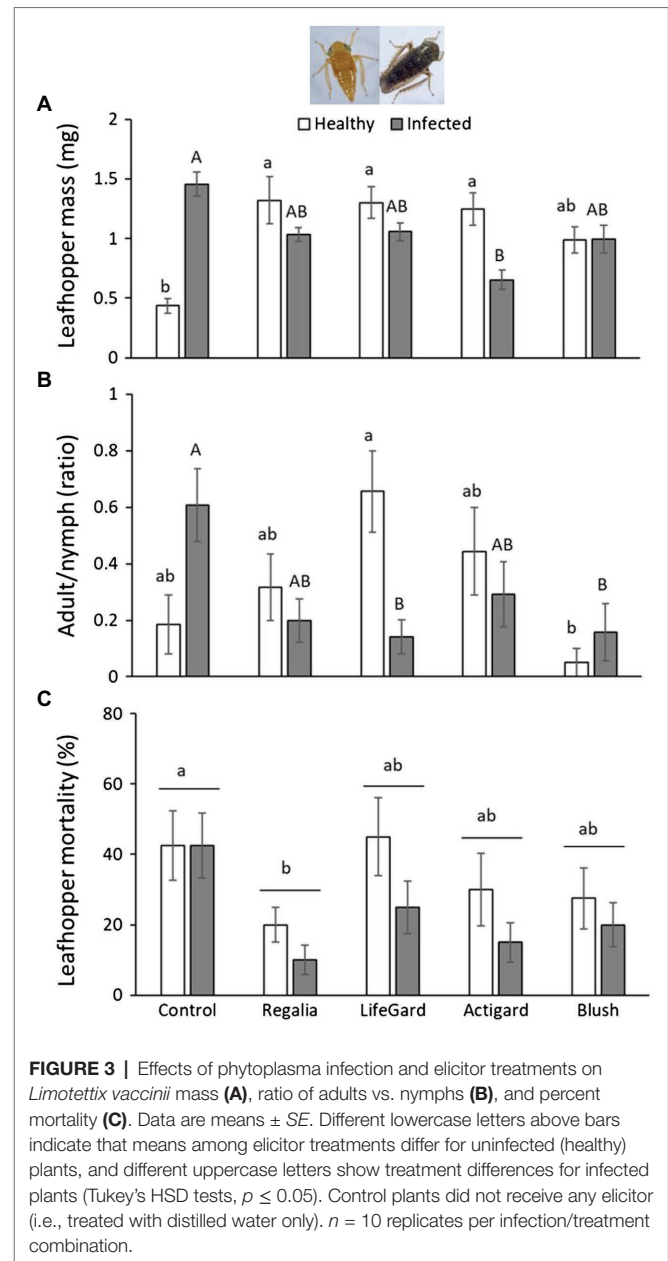 A
Healthy Infected
Leafhopper mass (mg)
2
1.5
1
0.5
0
b A a AB a AB a B ab AB
B
Adult/nymph (ratio)
1
0.8
0.6
0.4
0.2
0
ab A ab AB a B ab AB b B
C
Leafhopper mortality (%)
80
60
40
20
0
a b ab ab ab
Control Regalia LifeGard Actigard Blush
FIGURE 3 | Effects of phytoplasma infection and elicitor treatments on
Limotettix vaccinii mass (A), ratio of adults vs. nymphs (B), and percent
mortality (C). Data are means ± SE. Different lowercase letters above bars
indicate that means among elicitor treatments differ for uninfected (healthy)
plants, and different uppercase letters show treatment differences for infected
plants (Tukey's HSD tests, p ≤ 0.05). Control plants did not receive any elicitor
(i.e., treated with distilled water only). n = 10 replicates per infection/treatment
combination.